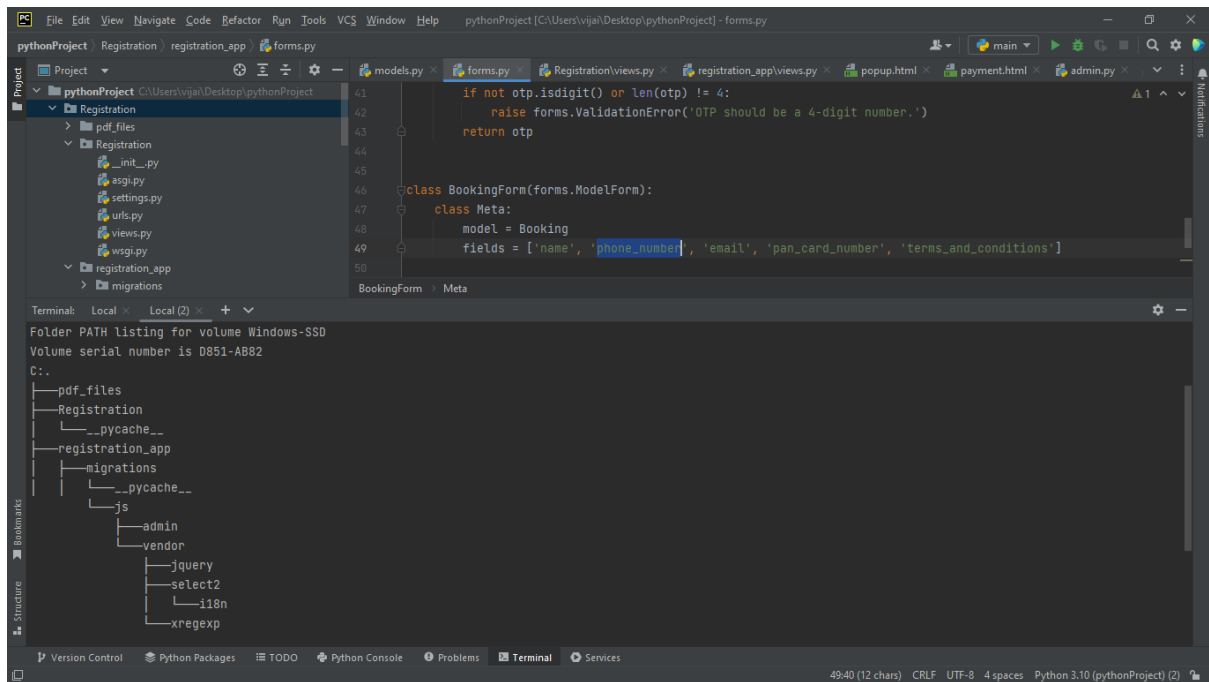 PC File Edit View Navigate Code Refactor Run Tools VCS Window Help pythonProject [C:\Users\vijai\Desktop\pythonProject] - forms.py
pythonProject Registration registration_app forms.py main
Project
Project
models.py forms.py Registration\views.py registration_app\views.py popup.html payment.html admin.py
pythonProject C:\Users\vijai\Desktop\pythonProject
Registration
pdf_files
Registration
__init__.py
asgi.py
settings.py
urls.py
views.py
wsgi.py
registration_app
migrations
41 if not otp.isdigit() or len(otp) != 4:
42 raise forms.ValidationError('OTP should be a 4-digit number.')
43 return otp
44
45
46 class BookingForm(forms.ModelForm):
47 class Meta:
48 model = Booking
49 fields = ['name', 'phone_number', 'email', 'pan_card_number', 'terms_and_conditions']
50
1
Notifications
BookingForm Meta
Terminal: Local Local (2)
Folder PATH listing for volume Windows-SSD
Volume serial number is D851-AB82
C:.
├───pdf_files
├───Registration
│   └───__pycache__
├───registration_app
│   ├───migrations
│   │   └───__pycache__
└───js
├───admin
└───vendor
├───jquery
├───select2
│   └───i18n
└───xregexp
Bookmarks
Structure
Version Control Python Packages TODO Python Console Problems Terminal Services
49:40 (12 chars) CRLF UTF-8 4 spaces Python 3.10 (pythonProject) (2)